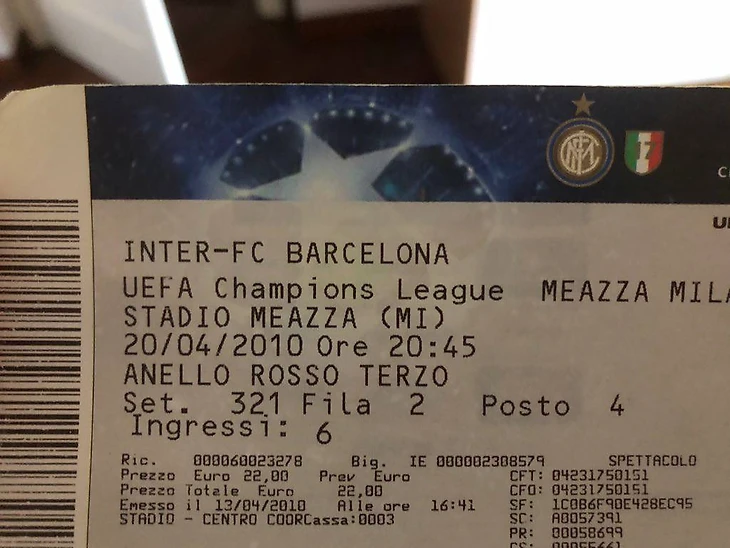 INTER-FC BARCELONA
UEFA Champions League MEAZZA
STADIO MEAZZA (MI)
20/04/2010 Ore 20:45
ANELLO ROSSO TERZO
Set. 321 Fila 2 Posto 4
Ingressi: 6
Ric. 000060023278 Big. IE 000002308579 SPETTACOLO
Prezzo Euro 22,00 Prev Euro CFT: 04231750151
Prezzo Totale Euro 22,00 CFO: 04231750151
Emesso il 13/04/2010 Alle ore 16:41 SF: 1C0B6F9DE428EC95
STADIO - CENTRO COORCassa:0003 SC: A0057391
PR: 00058699